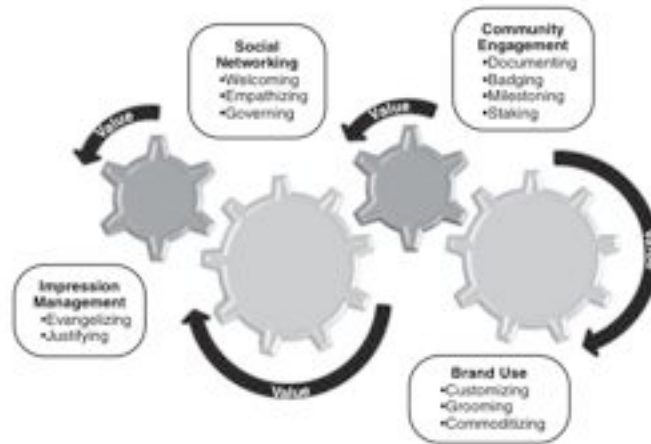 Social
Networking
•Welcoming
•Empathizing
•Governing
Community
Engagement
•Documenting
•Badging
•Milestoning
•Staking
Value
Value
Impression
Management
•Evangelizing
•Justifying
Value
Value
Brand Use
•Customizing
•Grooming
•Commoditizing